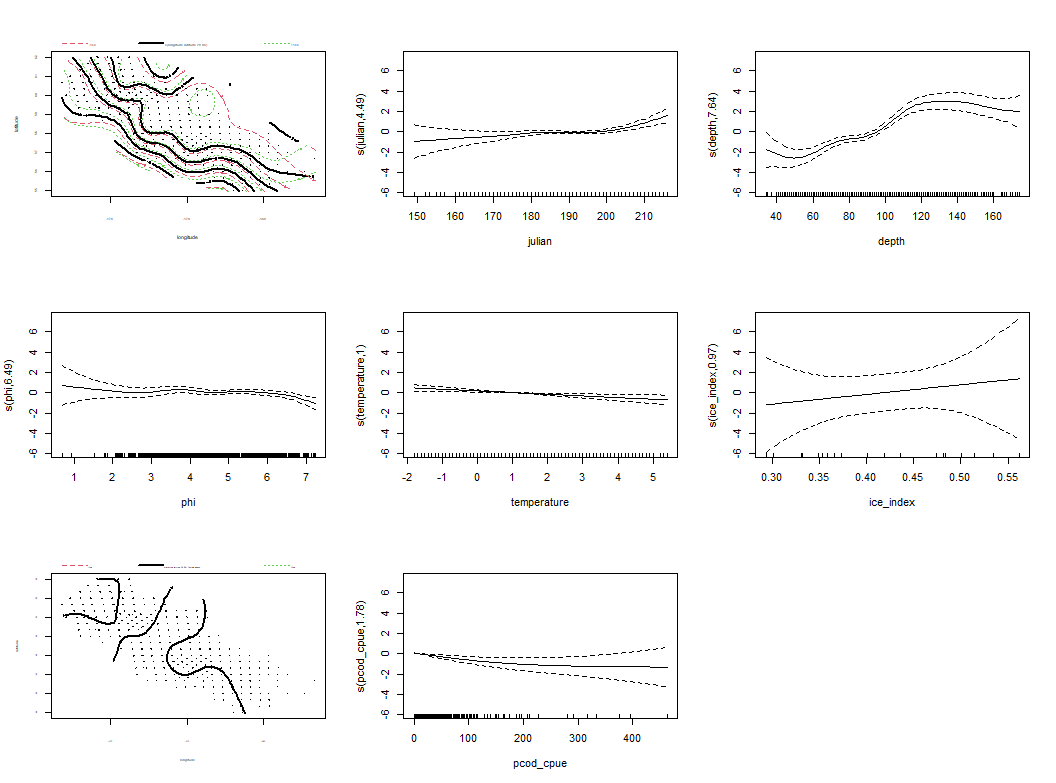 latitude
longitude
s(julian,4.49)
6
4
2
0
-2
-4
-6
150 160 170 180 190 200 210
julian
s(depth,7.64)
6
4
2
0
-2
-4
-6
40 60 80 100 120 140 160
depth
s(phi,6.49)
6
4
2
0
-2
-4
-6
1 2 3 4 5 6 7
phi
s(temperature,1)
6
4
2
0
-2
-4
-6
-2 -1 0 1 2 3 4 5
temperature
s(ice_index,0.97)
6
4
2
0
-2
-4
-6
0.30 0.35 0.40 0.45 0.50 0.55
ice_index
longitude
s(pcod_cpue,1.78)
6
4
2
0
-2
-4
-6
0 100 200 300 400
pcod_cpue